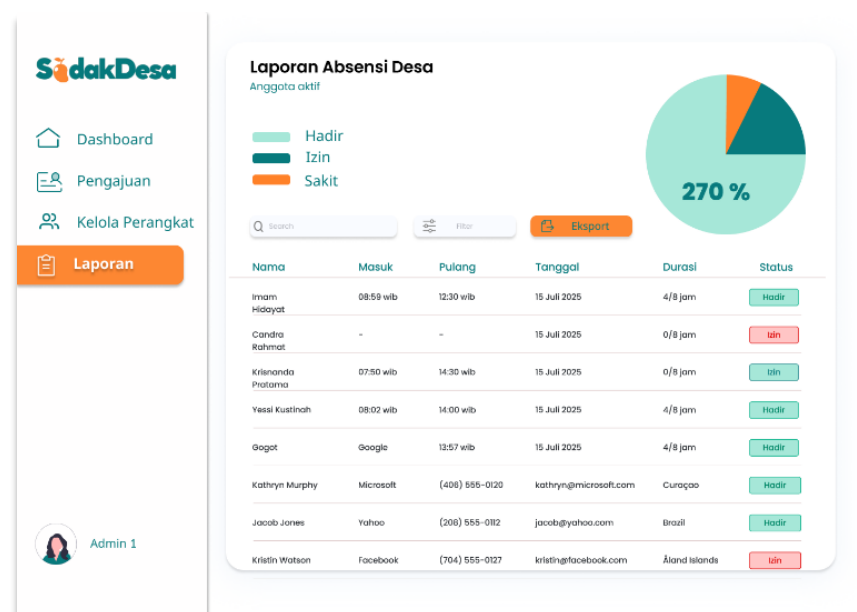 SadakDesa
Dashboard
Pengajuan
Kelola Perangkat
Laporan
Admin 1
Laporan Absensi Desa
Anggota aktif
Hadir
Izin
Sakit
270 %
Search
Filter
Eksport
Nama Masuk Pulang Tanggal Durasi Status
Imam Hidayat 08:59 wib 12:30 wib 15 Juli 2025 4/8 jam Hadir
Candra Rahmat - - 15 Juli 2025 0/8 jam Izin
Krisnanda Pratama 07:50 wib 14:30 wib 15 Juli 2025 0/8 jam Izin
Yessi Kustinah 08:02 wib 14:00 wib 15 Juli 2025 4/8 jam Hadir
Gogot Google 13:57 wib 15 Juli 2025 4/8 jam Hadir
Kathryn Murphy Microsoft (406) 555-0120 kathryn@microsoft.com Curaçao Hadir
Jacob Jones Yahoo (208) 555-0112 jacob@yahoo.com Brazil Hadir
Kristin Watson Facebook (704) 555-0127 kristin@facebook.com Åland Islands Izin